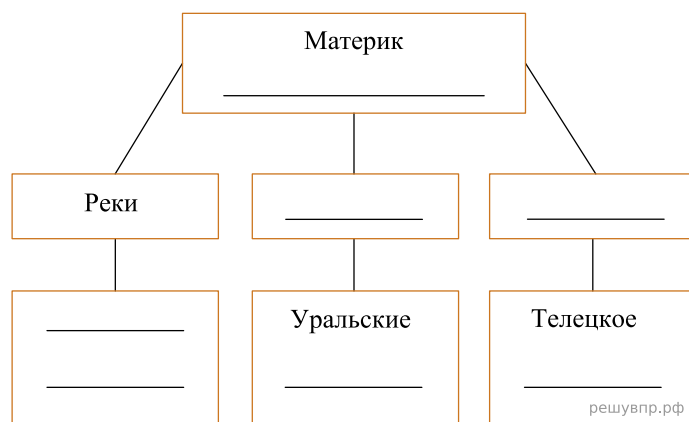 Материк
Реки
Уральские
Телецкое
решувпр.рф